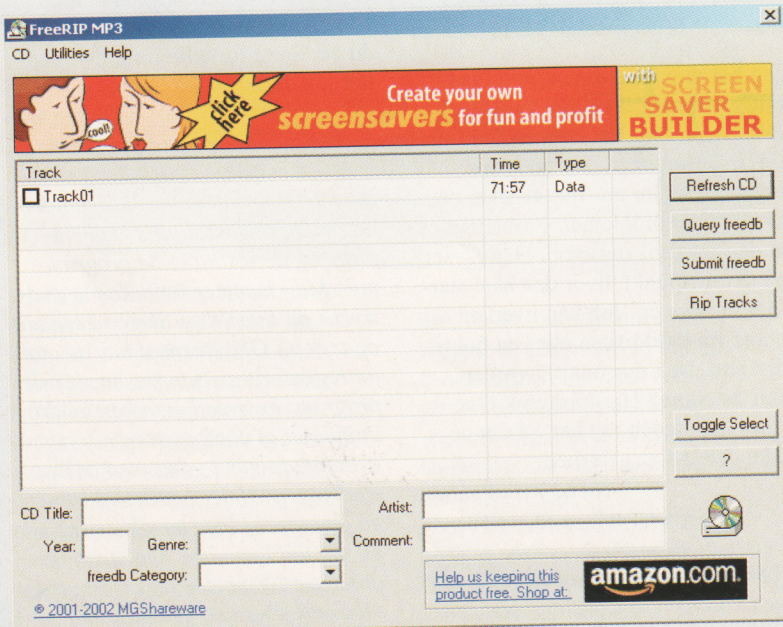 FreeRIP MP3
CD Utilities Help
cool!
click
here
Create your own
screensavers for fun and profit
with
SCREEN
SAVER
BUILDER
Track Time Type
Track01 71:57 Data
Refresh CD
Query freedb
Submit freedb
Rip Tracks
Toggle Select
?
CD Title:
Artist:
Year:
Genre:
Comment:
freedb Category:
Help us keeping this
product free. Shop at:
amazon.com.
© 2001-2002 MGShareware